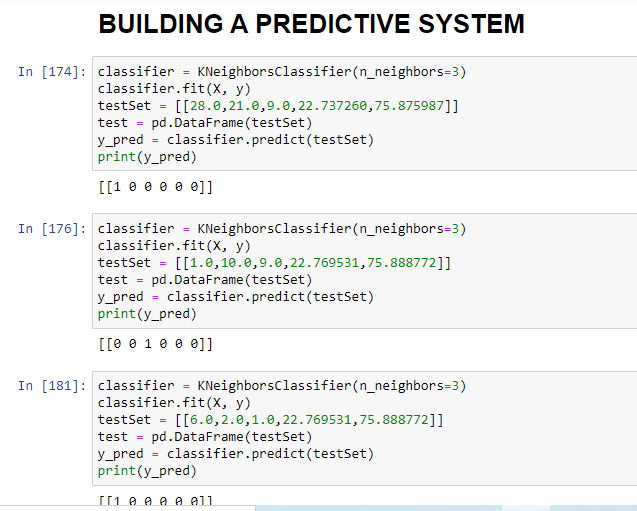 BUILDING A PREDICTIVE SYSTEM
In [174]: classifier = KNeighborsClassifier(n_neighbors=3)
classifier.fit(X, y)
testSet = [[28.0,21.0,9.0,22.737260,75.875987]]
test = pd.DataFrame(testSet)
y_pred = classifier.predict(testSet)
print(y_pred)
[[1 0 0 0 0 0]]
In [176]: classifier = KNeighborsClassifier(n_neighbors=3)
classifier.fit(X, y)
testSet = [[1.0,10.0,9.0,22.769531,75.888772]]
test = pd.DataFrame(testSet)
y_pred = classifier.predict(testSet)
print(y_pred)
[[0 0 1 0 0 0]]
In [181]: classifier = KNeighborsClassifier(n_neighbors=3)
classifier.fit(X, y)
testSet = [[6.0,2.0,1.0,22.769531,75.888772]]
test = pd.DataFrame(testSet)
y_pred = classifier.predict(testSet)
print(y_pred)
[[1 0 0 0 0 0]]